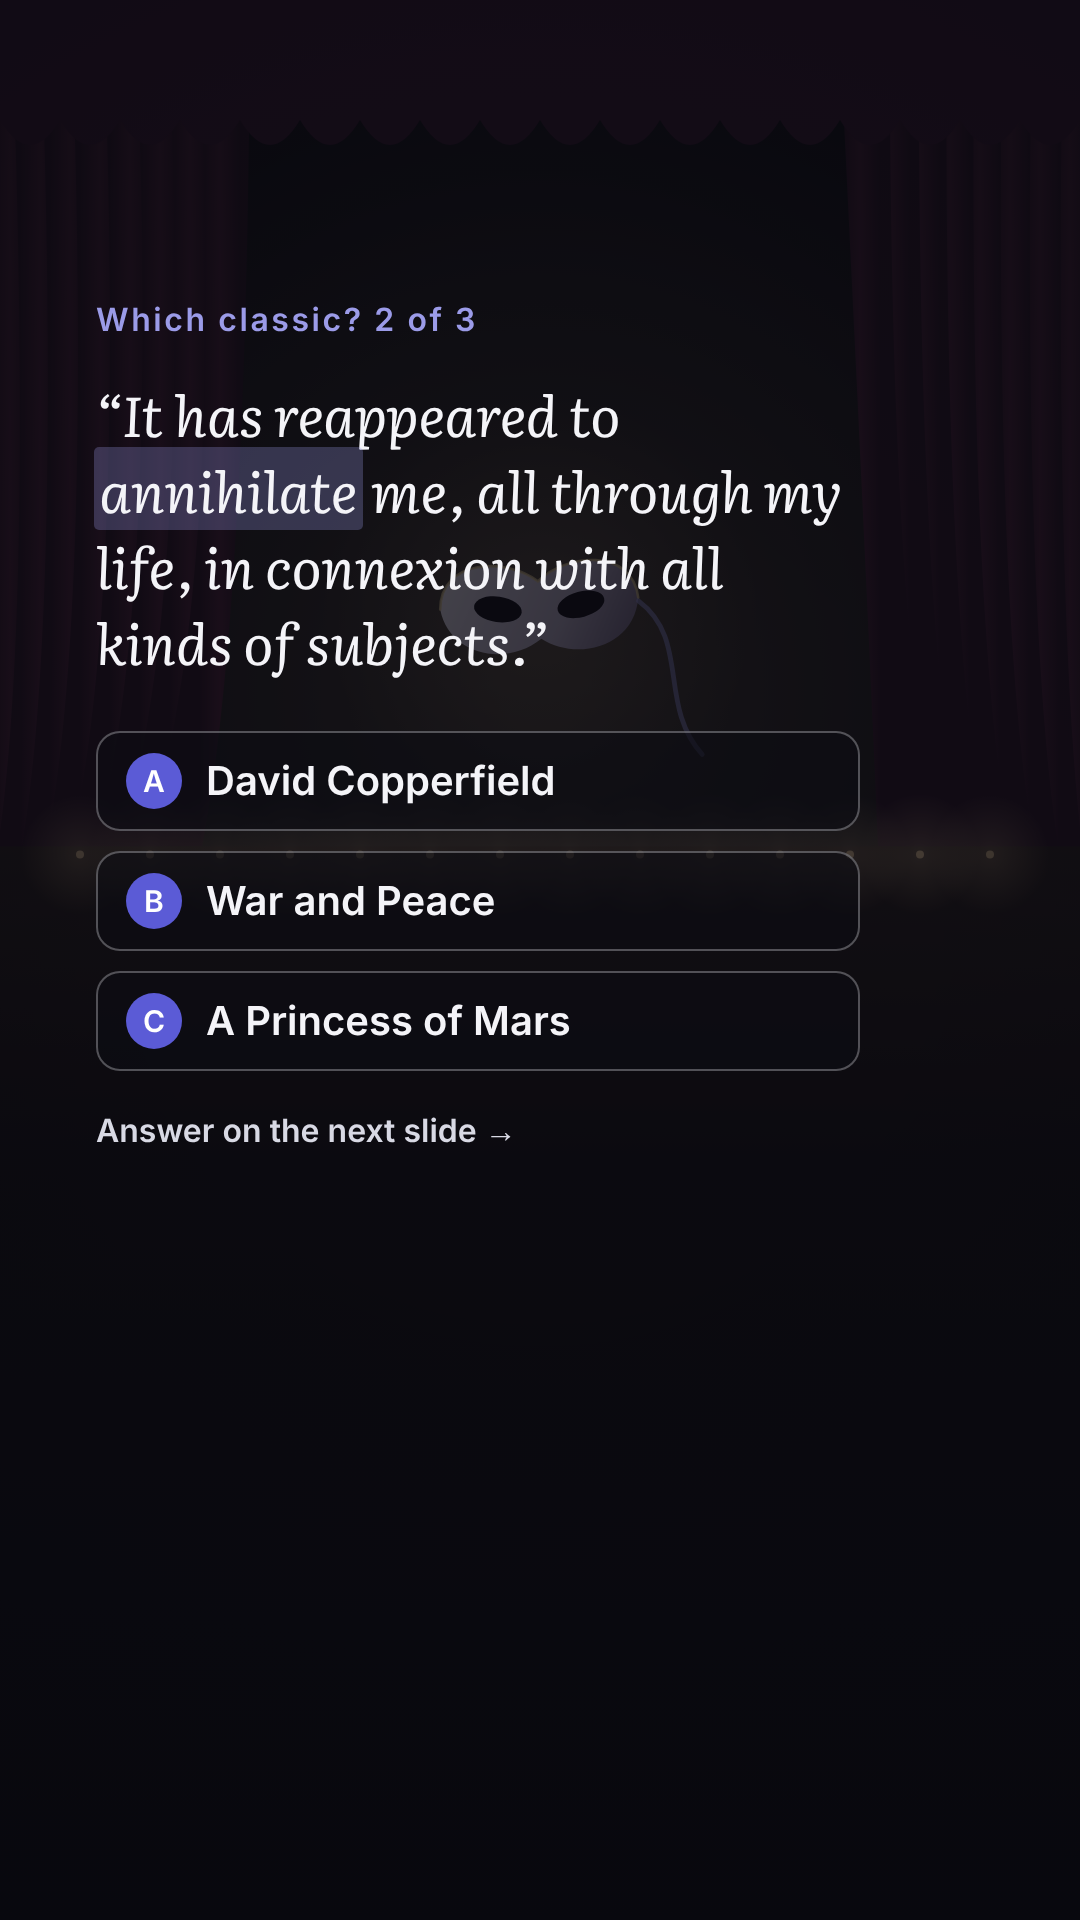 Which classic? 2 of 3
“It has reappeared to
annihilate me, all through my
life, in connexion with all
kinds of subjects.”
A David Copperfield
B War and Peace
C A Princess of Mars
Answer on the next slide →